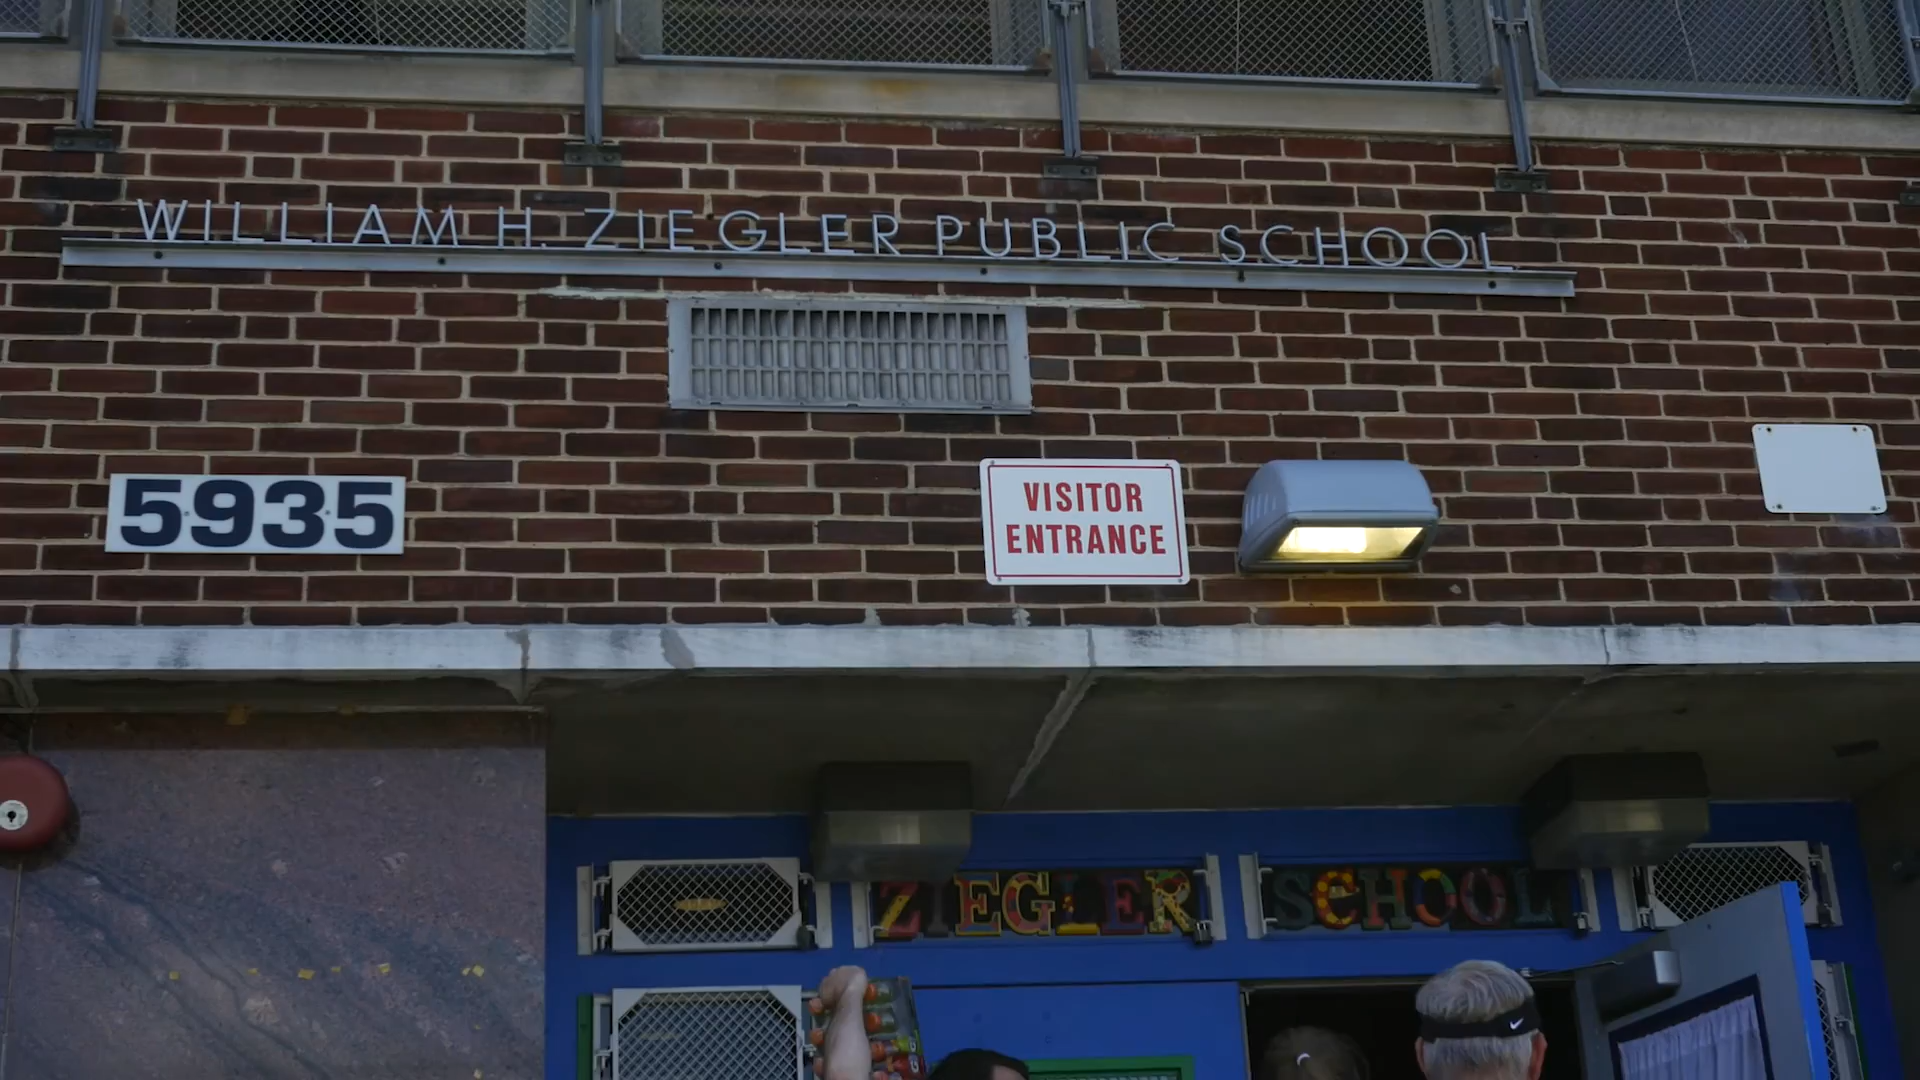 WILLIAM H. ZIEGLER PUBLIC SCHOOL
5935
VISITOR
ENTRANCE
ZIEGLER SCHOOL